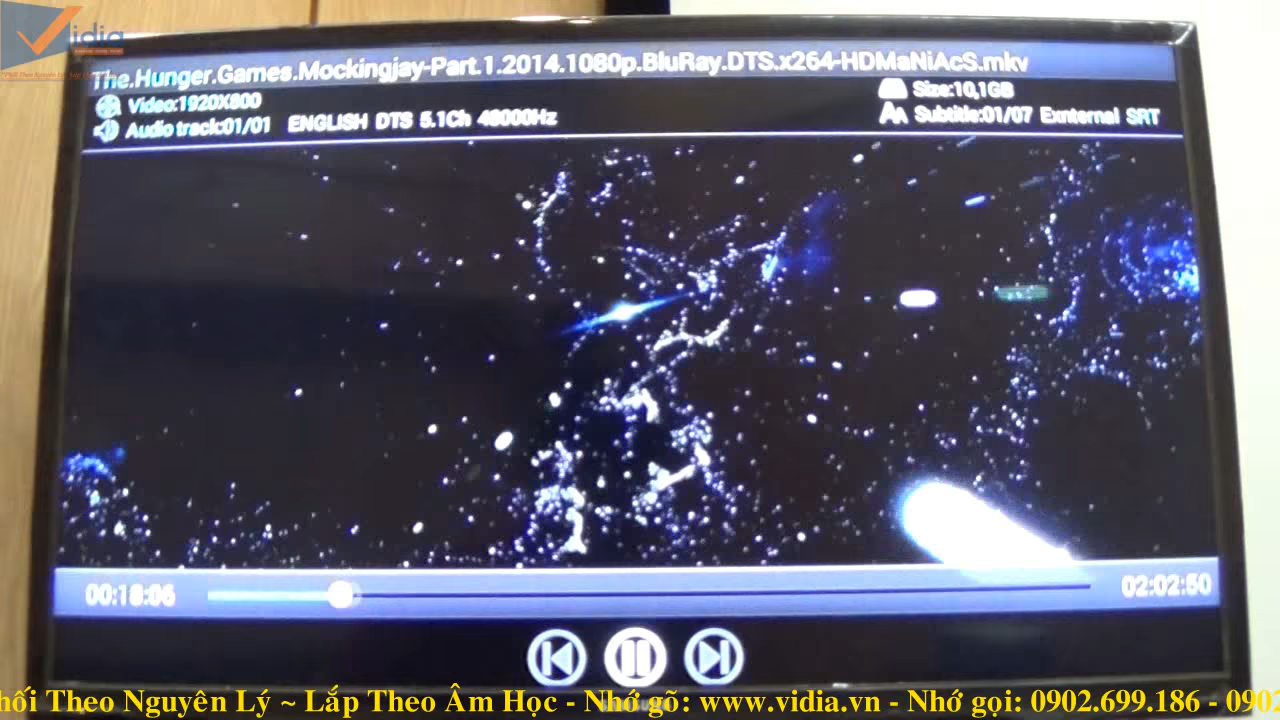 Vidia
The.Hunger.Games.Mockingjay-Part.1.2014.1080p.BluRay.DTS.x264-HDMaNiAcS.mkv
Video:1920X800
Size:10,1GB
Audio track:01/01 ENGLISH DTS 5.1Ch 48000Hz
Subtitle:01/07 Exnternal SRT
00:18:06
02:02:50
hối Theo Nguyên Lý ~ Lắp Theo Âm Học - Nhớ gõ: www.vidia.vn - Nhớ gọi: 0902.699.186 - 090